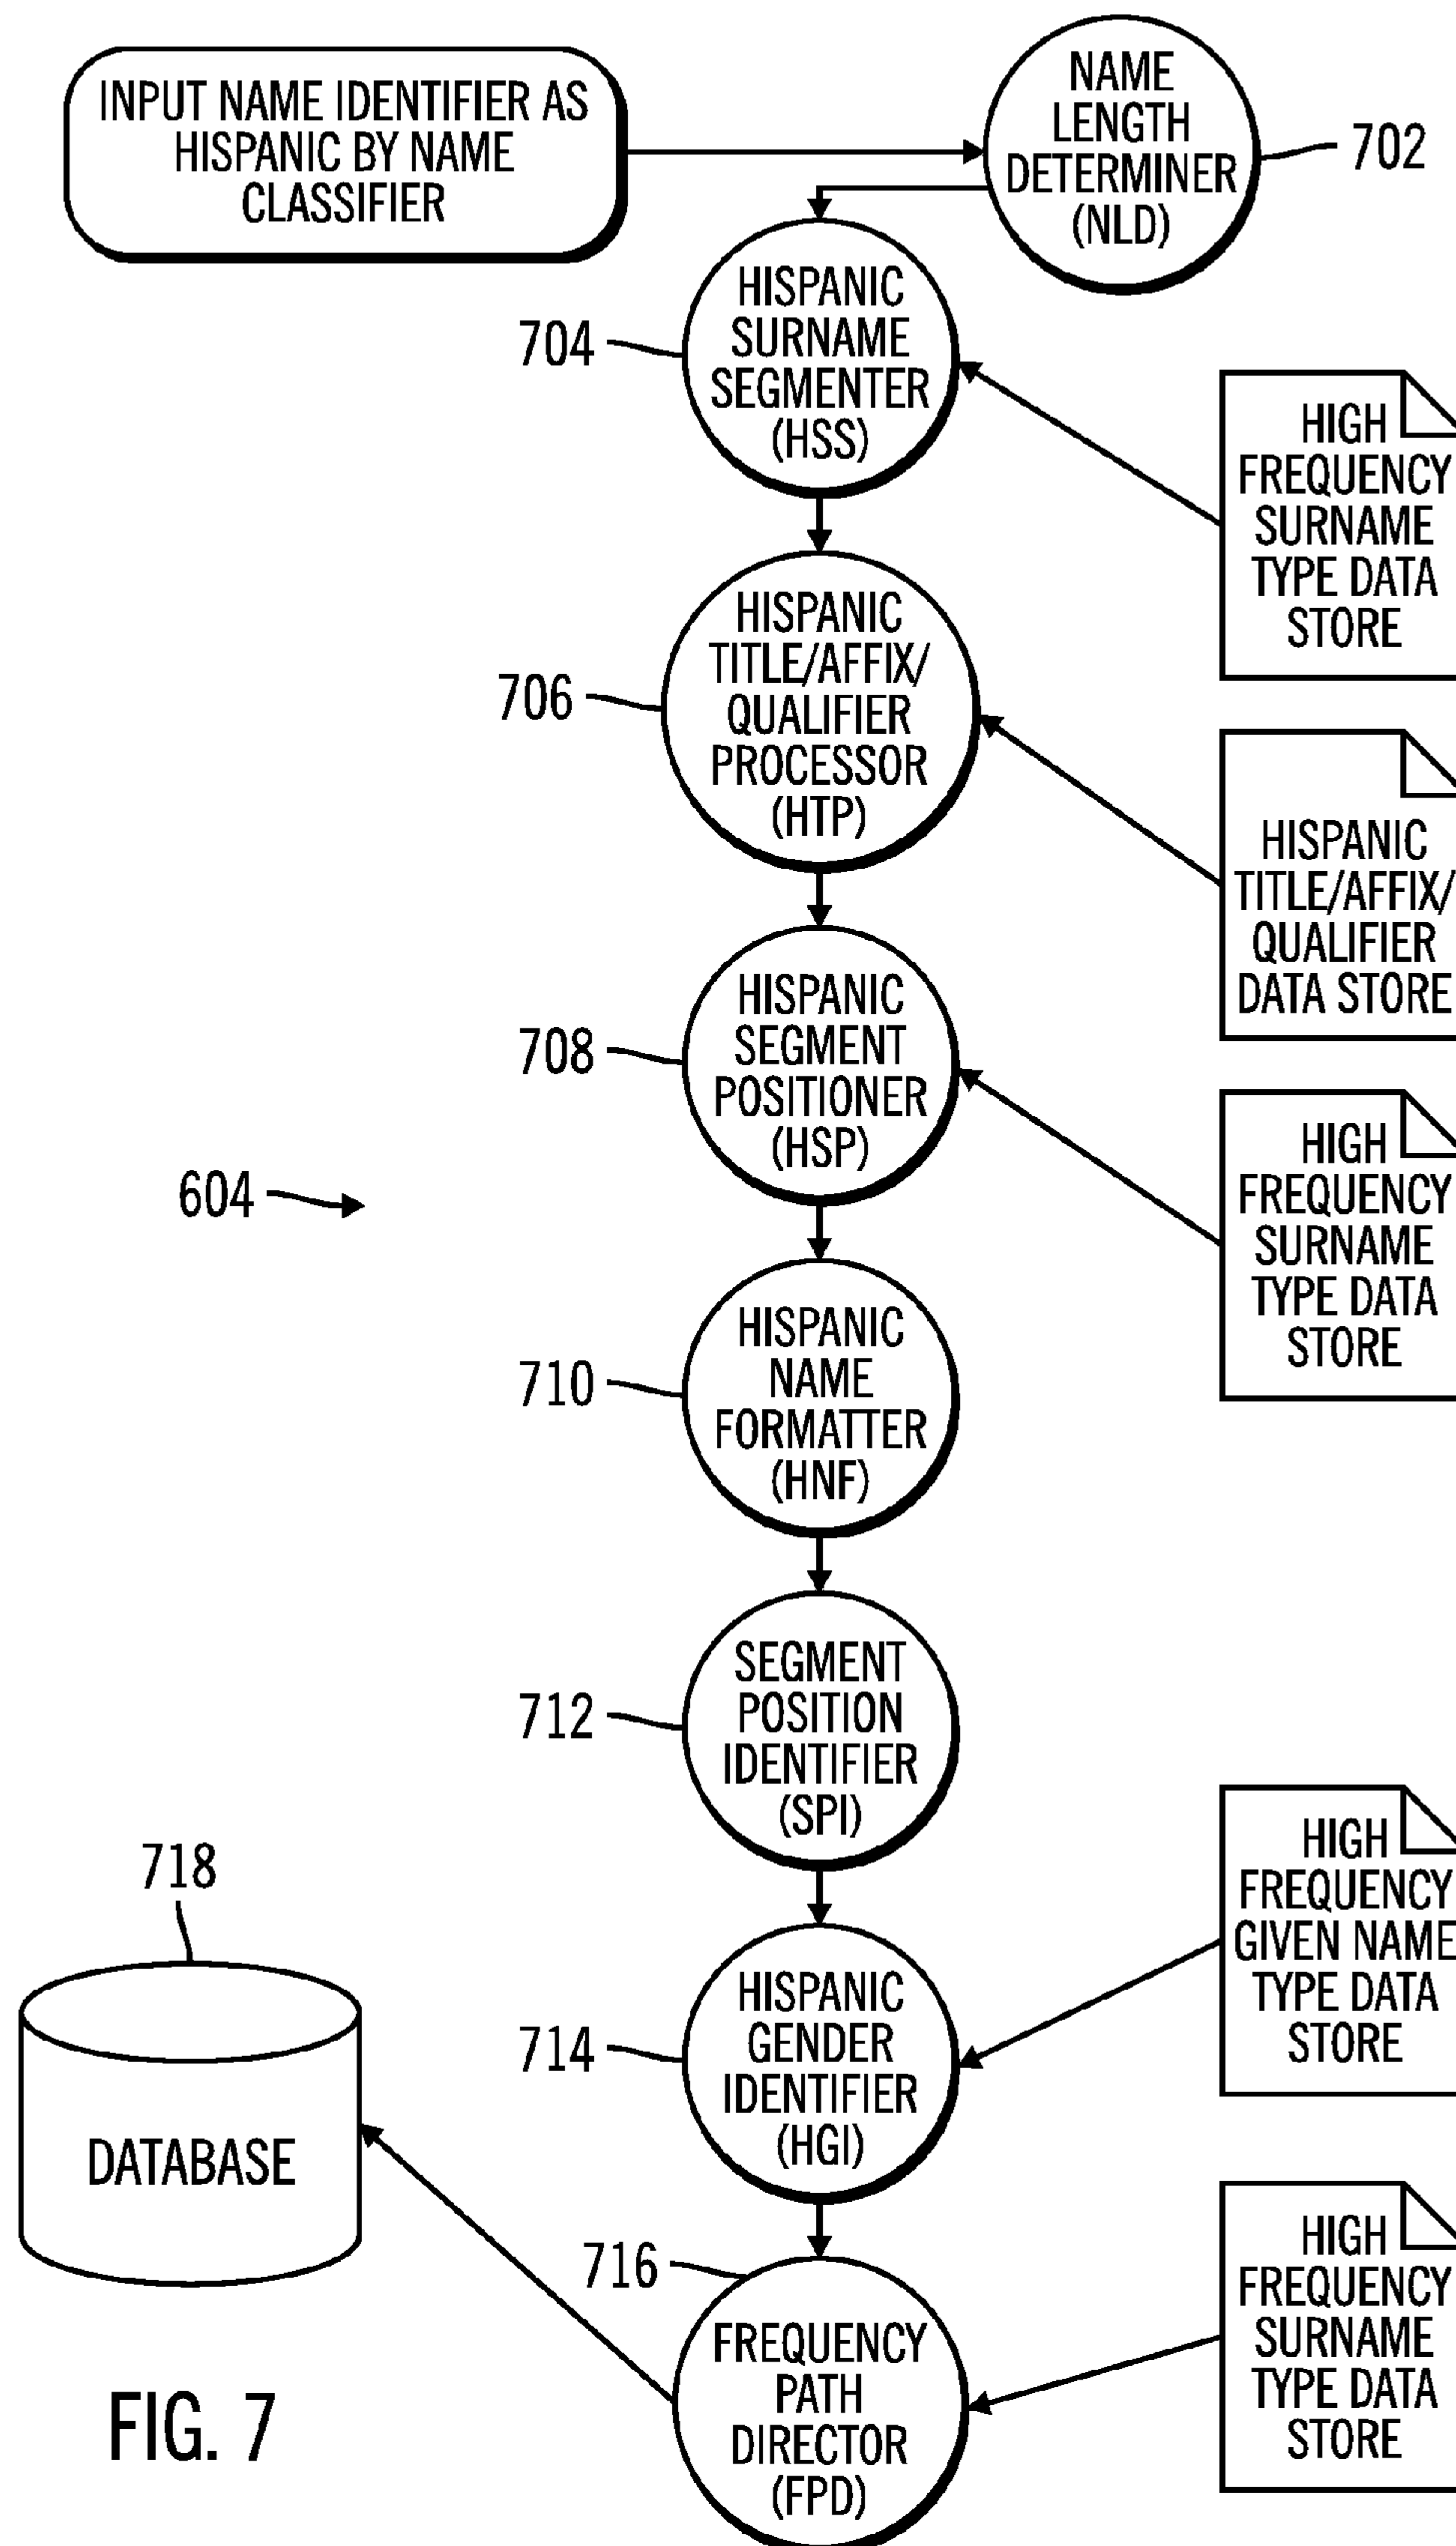 INPUT NAME IDENTIFIER AS
HISPANIC BY NAME
CLASSIFIER
NAME
LENGTH
DETERMINER
(NLD)
702
HISPANIC
SURNAME
SEGMENTER
(HSS)
704
HIGH
FREQUENCY
SURNAME
TYPE DATA
STORE
HISPANIC
TITLE/AFFIX/
QUALIFIER
PROCESSOR
(HTP)
706
HISPANIC
TITLE/AFFIX/
QUALIFIER
DATA STORE
HISPANIC
SEGMENT
POSITIONER
(HSP)
708
HIGH
FREQUENCY
SURNAME
TYPE DATA
STORE
604
HISPANIC
NAME
FORMATTER
(HNF)
710
SEGMENT
POSITION
IDENTIFIER
(SPI)
712
HIGH
FREQUENCY
GIVEN NAME
TYPE DATA
STORE
HISPANIC
GENDER
IDENTIFIER
(HGI)
714
718
DATABASE
716
FREQUENCY
PATH
DIRECTOR
(FPD)
HIGH
FREQUENCY
SURNAME
TYPE DATA
STORE
FIG. 7